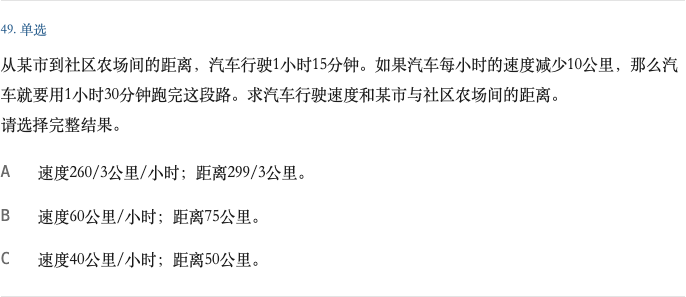 49. 单选
从某市到社区农场间的距离，汽车行驶1小时15分钟。如果汽车每小时的速度减少10公里，那么汽
车就要用1小时30分钟跑完这段路。求汽车行驶速度和某市与社区农场间的距离。
请选择完整结果。
A 速度260/3公里/小时；距离299/3公里。
B 速度60公里/小时；距离75公里。
C 速度40公里/小时；距离50公里。